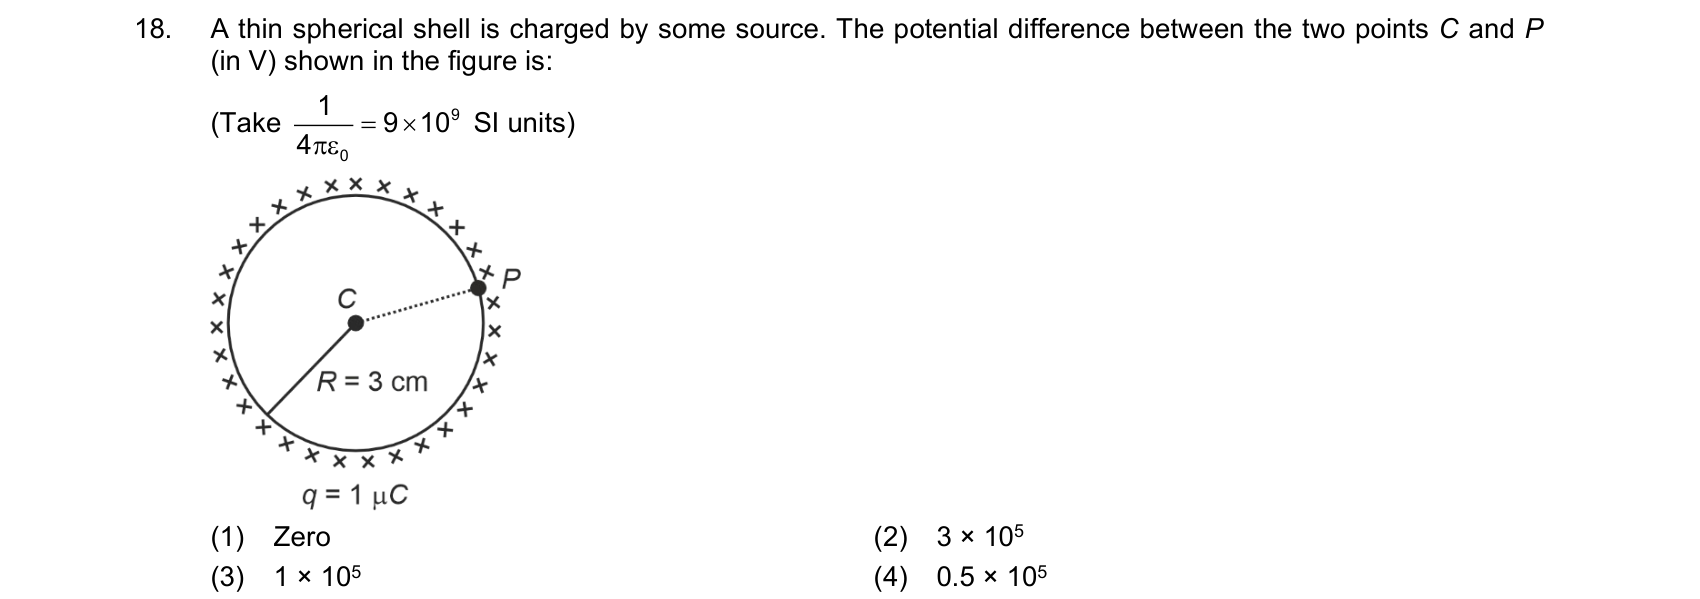 18. A thin spherical shell is charged by some source. The potential difference between the two points C and P
(in V) shown in the figure is:
(Take 1/4πε₀ = 9×10⁹ SI units)
P
C
R = 3 cm
q = 1 μC
(1) Zero (2) 3 × 10⁵
(3) 1 × 10⁵ (4) 0.5 × 10⁵